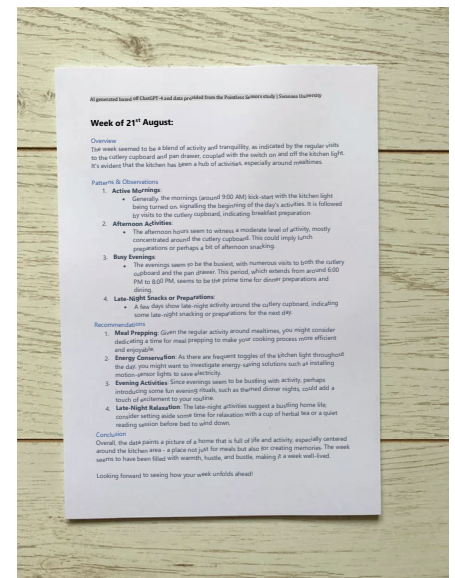 AI generated based off ChatGPT-4 and data provided from the Pointless Sensors study | Swansea University
Week of 21st August:
Overview
The week seemed to be a blend of activity and tranquillity, as indicated by the regular visits
to the cutlery cupboard and pan drawer, coupled with the switch on and off the kitchen light.
It's evident that the kitchen has been a hub of activities, especially around mealtimes.
Patterns & Observations
1. Active Mornings:
• Generally, the mornings (around 9:00 AM) kick-start with the kitchen light
being turned on, signalling the beginning of the day's activities. It is followed
by visits to the cutlery cupboard, indicating breakfast preparation.
2. Afternoon Activities:
• The afternoon hours seem to witness a moderate level of activity, mostly
concentrated around the cutlery cupboard. This could imply lunch
preparations or perhaps a bit of afternoon snacking.
3. Busy Evenings:
• The evenings seem to be the busiest, with numerous visits to both the cutlery
cupboard and the pan drawer. This period, which extends from around 6:00
PM to 8:00 PM, seems to be the prime time for dinner preparations and
dining.
4. Late-Night Snacks or Preparations:
• A few days show late-night activity around the cutlery cupboard, indicating
some late-night snacking or preparations for the next day.
Recommendations
1. Meal Prepping: Given the regular activity around mealtimes, you might consider
dedicating a time for meal prepping to make your cooking process more efficient
and enjoyable.
2. Energy Conservation: As there are frequent toggles of the kitchen light throughout
the day, you might want to investigate energy-saving solutions such as installing
motion-sensor lights to save electricity.
3. Evening Activities: Since evenings seem to be bustling with activity, perhaps
introducing some fun evening rituals, such as themed dinner nights, could add a
touch of excitement to your routine.
4. Late-Night Relaxation: The late-night activities suggest a bustling home life;
consider setting aside some time for relaxation with a cup of herbal tea or a quiet
reading session before bed to wind down.
Conclusion
Overall, the data paints a picture of a home that is full of life and activity, especially centered
around the kitchen area - a place not just for meals but also for creating memories. The week
seems to have been filled with warmth, hustle, and bustle, making it a week well-lived.
Looking forward to seeing how your week unfolds ahead!